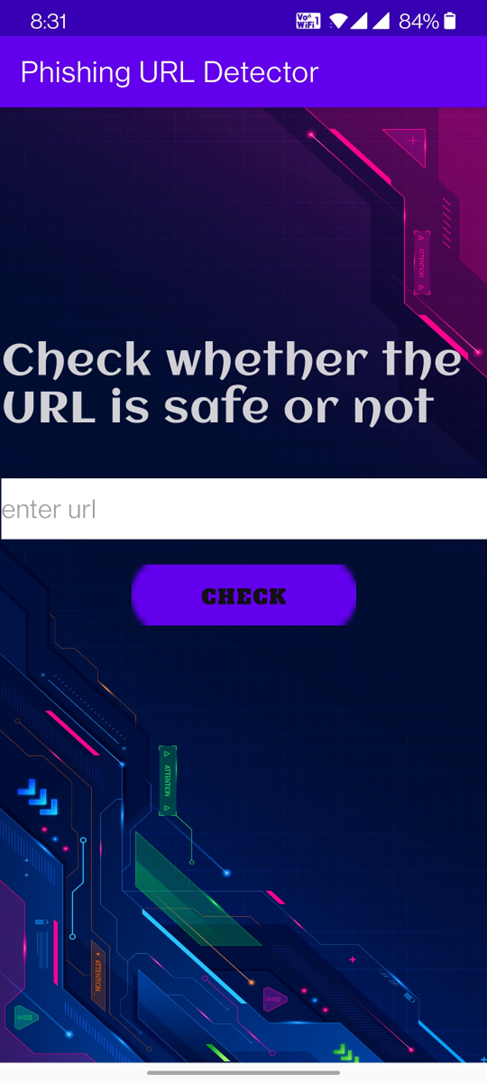 8:31
Vo WiFi 1
84%
Phishing URL Detector
ATTENTION
Check whether the
URL is safe or not
enter url
CHECK
ATTENTION
ATTENTION